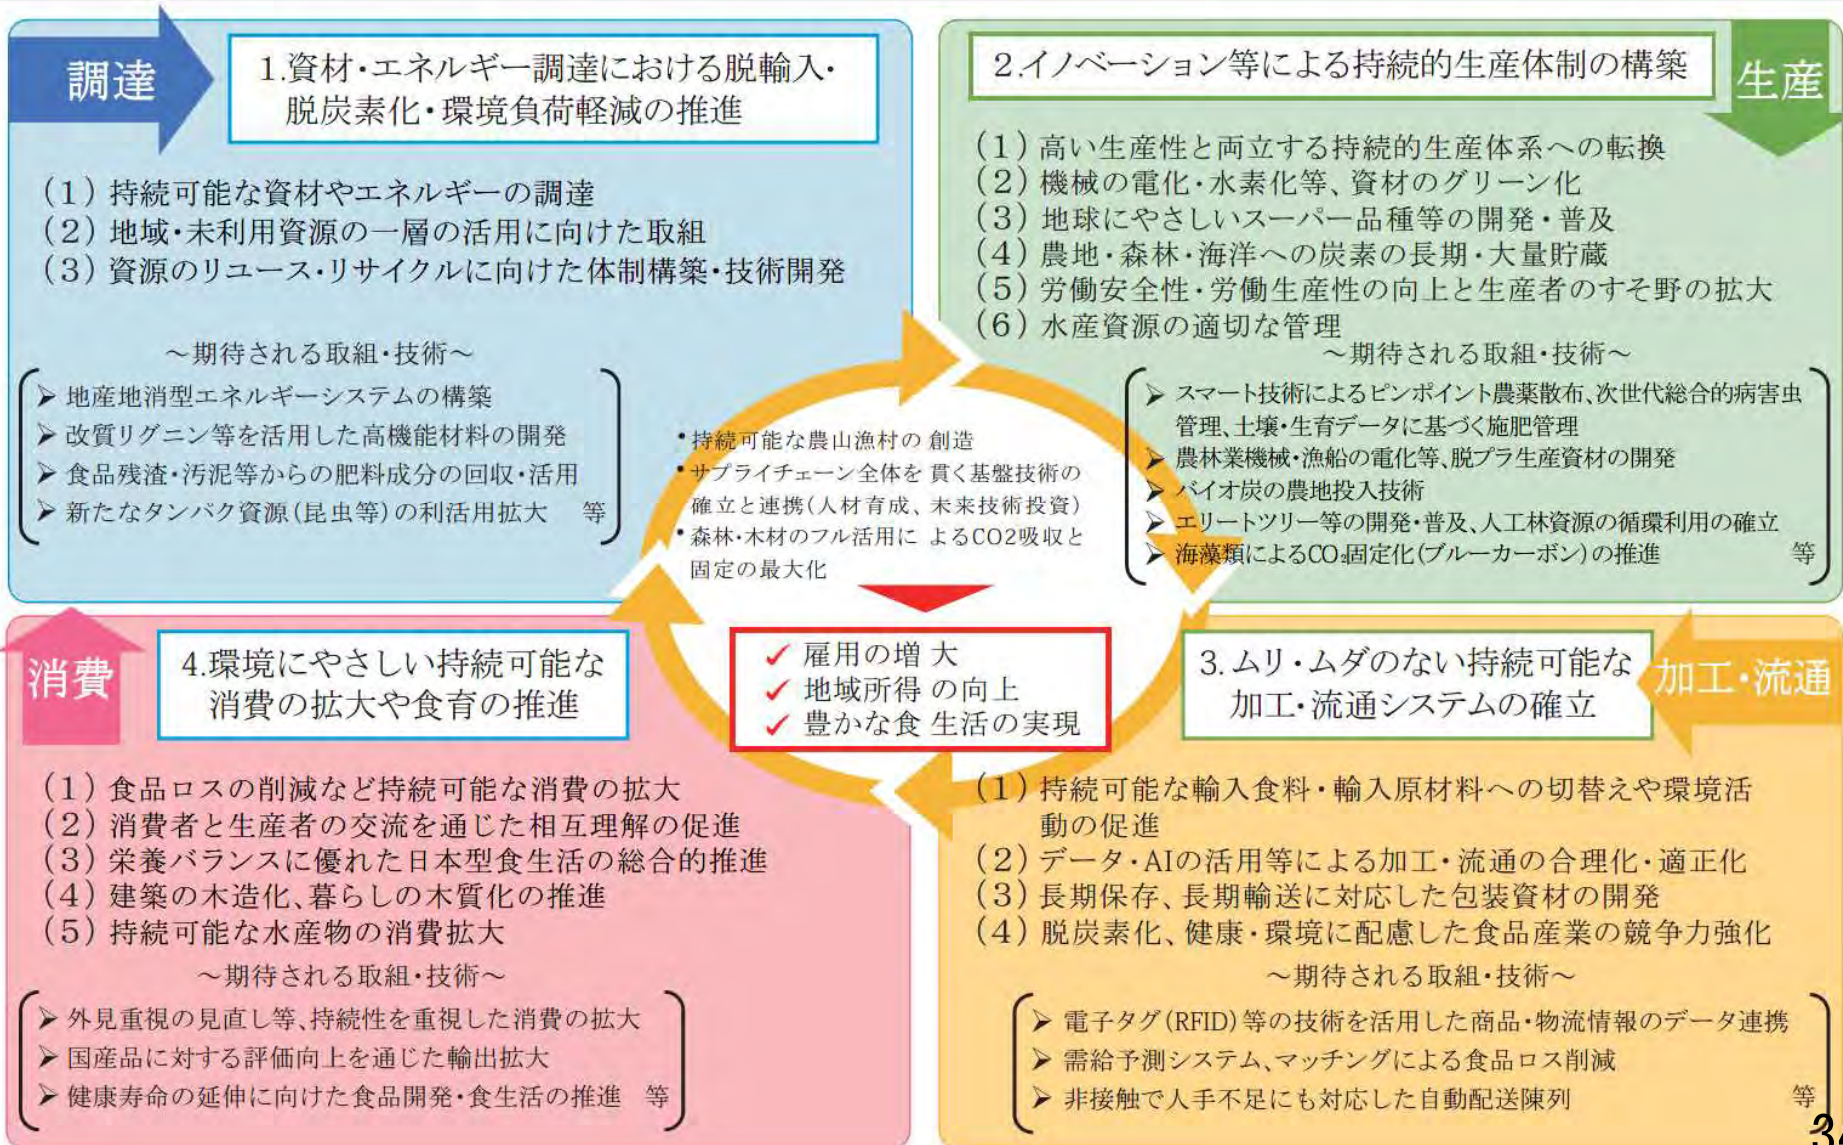 調達
1.資材・エネルギー調達における脱輸入・
脱炭素化・環境負荷軽減の推進
(1)持続可能な資材やエネルギーの調達
(2)地域・未利用資源の一層の活用に向けた取組
(3)資源のリユース・リサイクルに向けた体制構築・技術開発
～期待される取組・技術～
➢ 地産地消型エネルギーシステムの構築
➢ 改質リグニン等を活用した高機能材料の開発
➢ 食品残渣・汚泥等からの肥料成分の回収・活用
➢ 新たなタンパク資源(昆虫等)の利活用拡大 等
2.イノベーション等による持続的生産体制の構築
生産
(1)高い生産性と両立する持続的生産体系への転換
(2)機械の電化・水素化等、資材のグリーン化
(3)地球にやさしいスーパー品種等の開発・普及
(4)農地・森林・海洋への炭素の長期・大量貯蔵
(5)労働安全性・労働生産性の向上と生産者のすそ野の拡大
(6)水産資源の適切な管理
～期待される取組・技術～
➢ スマート技術によるピンポイント農薬散布、次世代総合的病害虫
管理、土壌・生育データに基づく施肥管理
➢ 農林業機械・漁船の電化等、脱プラ生産資材の開発
➢ バイオ炭の農地投入技術
➢ エリートツリー等の開発・普及、人工林資源の循環利用の確立
➢ 海藻類によるCO₂固定化(ブルーカーボン)の推進 等
•持続可能な農山漁村の 創造
•サプライチェーン全体を 貫く基盤技術の
確立と連携(人材育成、未来技術投資)
•森林・木材のフル活用に よるCO2吸収と
固定の最大化
✓ 雇用の増 大
✓ 地域所得 の向上
✓ 豊かな食 生活の実現
消費
4.環境にやさしい持続可能な
消費の拡大や食育の推進
(1)食品ロスの削減など持続可能な消費の拡大
(2)消費者と生産者の交流を通じた相互理解の促進
(3)栄養バランスに優れた日本型食生活の総合的推進
(4)建築の木造化、暮らしの木質化の推進
(5)持続可能な水産物の消費拡大
～期待される取組・技術～
➢ 外見重視の見直し等、持続性を重視した消費の拡大
➢ 国産品に対する評価向上を通じた輸出拡大
➢ 健康寿命の延伸に向けた食品開発・食生活の推進 等
3.ムリ・ムダのない持続可能な
加工・流通システムの確立
加工・流通
(1)持続可能な輸入食料・輸入原材料への切替えや環境活
動の促進
(2)データ・AIの活用等による加工・流通の合理化・適正化
(3)長期保存、長期輸送に対応した包装資材の開発
(4)脱炭素化、健康・環境に配慮した食品産業の競争力強化
～期待される取組・技術～
➢ 電子タグ(RFID)等の技術を活用した商品・物流情報のデータ連携
➢ 需給予測システム、マッチングによる食品ロス削減
➢ 非接触で人手不足にも対応した自動配送陳列 等